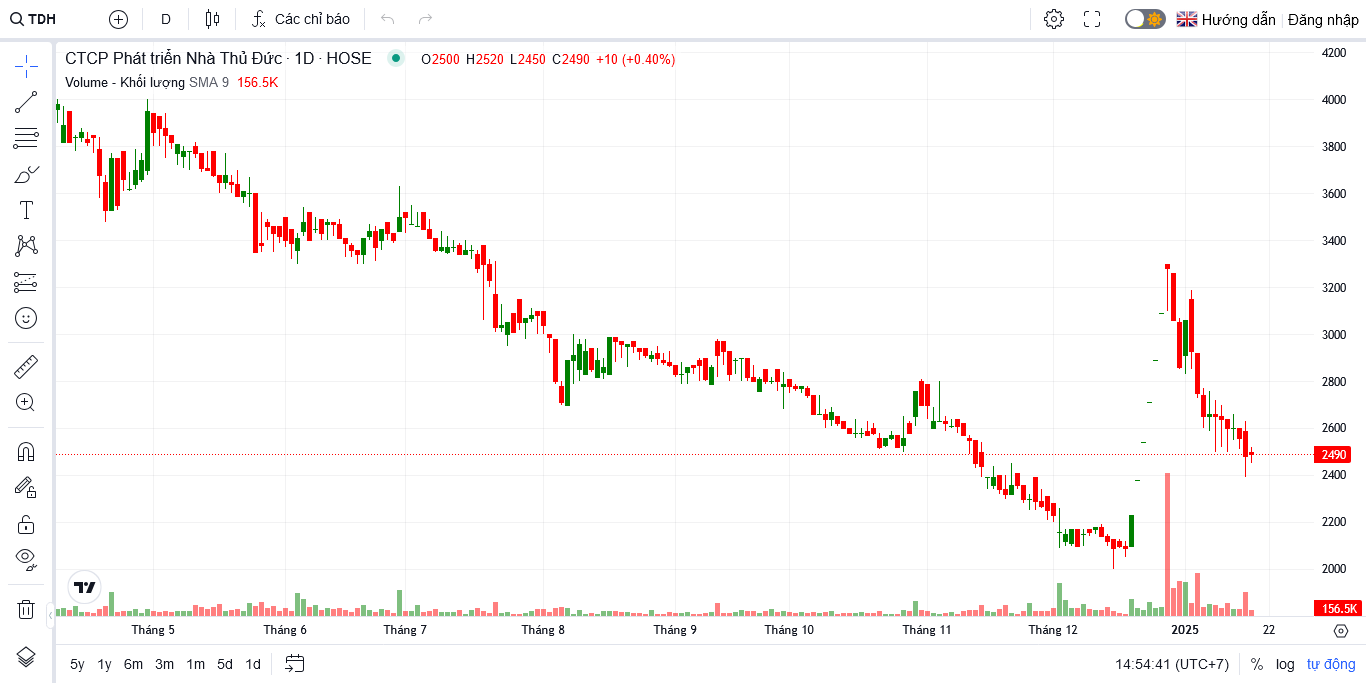 TDH D Các chỉ báo Hướng dẫn Đăng nhập
CTCP Phát triển Nhà Thủ Đức · 1D · HOSE O2500 H2520 L2450 C2490 +10 (+0.40%)
Volume - Khối lượng SMA 9 156.5K
4200
4000
3800
3600
3400
3200
3000
2800
2600
2490
2400
2200
2000
156.5K
Tháng 5 Tháng 6 Tháng 7 Tháng 8 Tháng 9 Tháng 10 Tháng 11 Tháng 12 2025 22
5y 1y 6m 3m 1m 5d 1d 14:54:41 (UTC+7) % log tự động